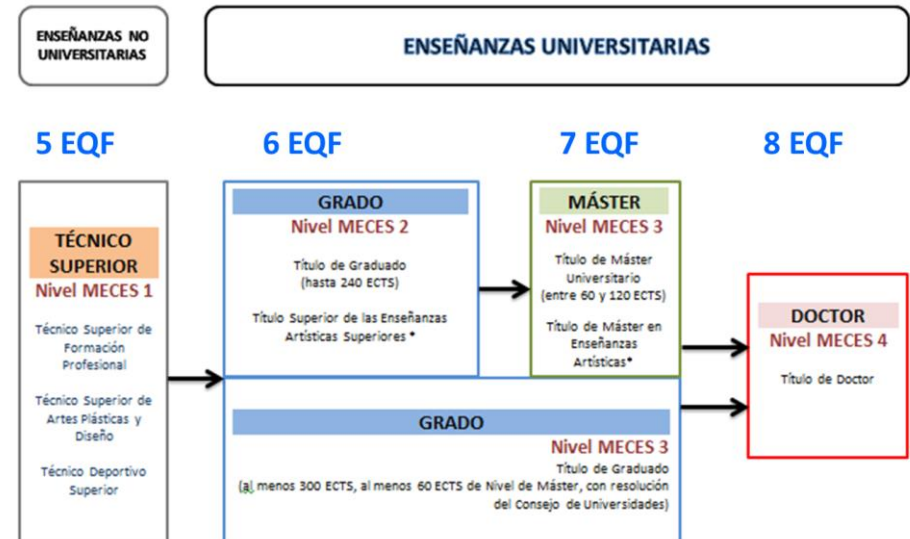 ENSEÑANZAS NO
UNIVERSITARIAS
ENSEÑANZAS UNIVERSITARIAS
5 EQF
6 EQF
7 EQF
8 EQF
TÉCNICO
SUPERIOR
Nivel MECES 1
Técnico Superior de
Formación
Profesional
Técnico Superior de
Artes Plásticas y
Diseño
Técnico Deportivo
Superior
GRADO
Nivel MECES 2
Título de Graduado
(hasta 240 ECTS)
Título Superior de las Enseñanzas
Artísticas Superiores *
MÁSTER
Nivel MECES 3
Título de Máster
Universitario
(entre 60 y 120 ECTS)
Título de Máster en
Enseñanzas
Artísticas*
GRADO
Nivel MECES 3
Título de Graduado
(al menos 300 ECTS, al menos 60 ECTS de Nivel de Máster, con resolución
del Consejo de Universidades)
DOCTOR
Nivel MECES 4
Título de Doctor